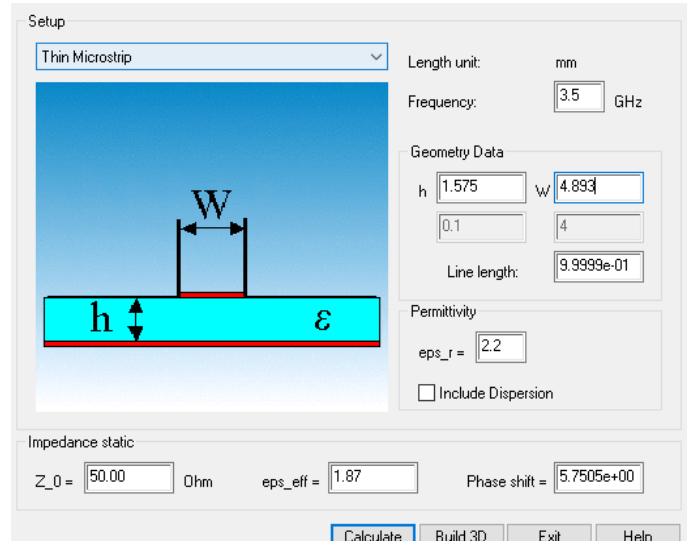 Setup
Thin Microstrip
Length unit: mm
Frequency: 3.5 GHz
Geometry Data
h 1.575 W 4.893
0.1 4
Line length: 9.9999e-01
W
h ε
Permittivity
eps_r = 2.2
Include Dispersion
Impedance static
Z_0 = 50.00 Ohm eps_eff = 1.87 Phase shift = 5.7505e+00
Calculate Build 3D Exit Help